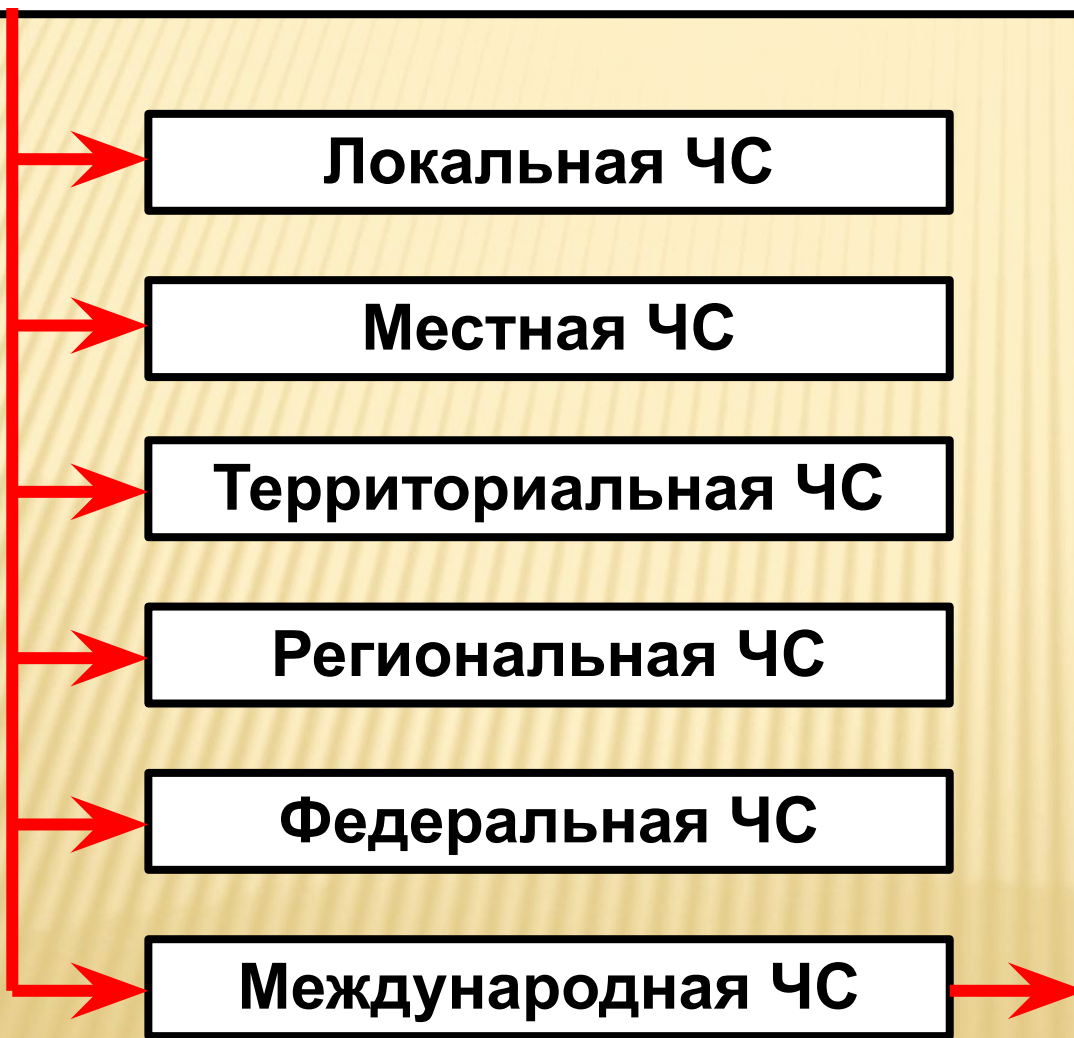 Локальная ЧС
Местная ЧС
Территориальная ЧС
Региональная ЧС
Федеральная ЧС
Международная ЧС